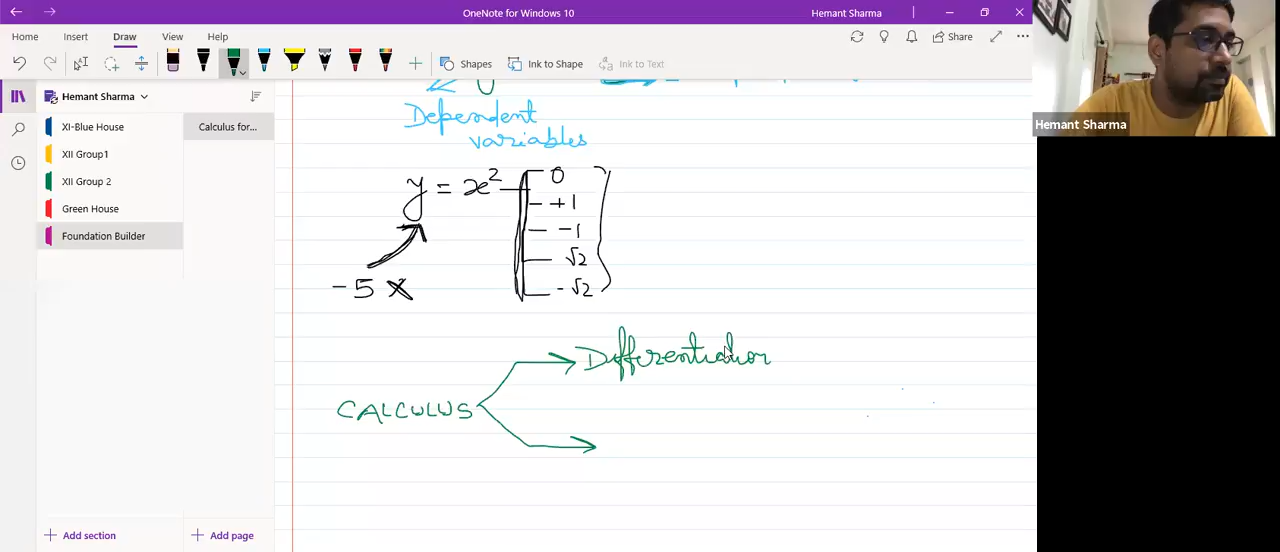 OneNote for Windows 10
Hemant Sharma
Home Insert Draw View Help
Share
Shapes Ink to Shape Ink to Text
Hemant Sharma
XI-Blue House
XII Group1
XII Group 2
Green House
Foundation Builder
Add section
Calculus for...
Add page
y
Dependent
variables
y = x²
0
+1
-1
√2
-√2
-5 X
CALCULUS
Differentiation
Hemant Sharma